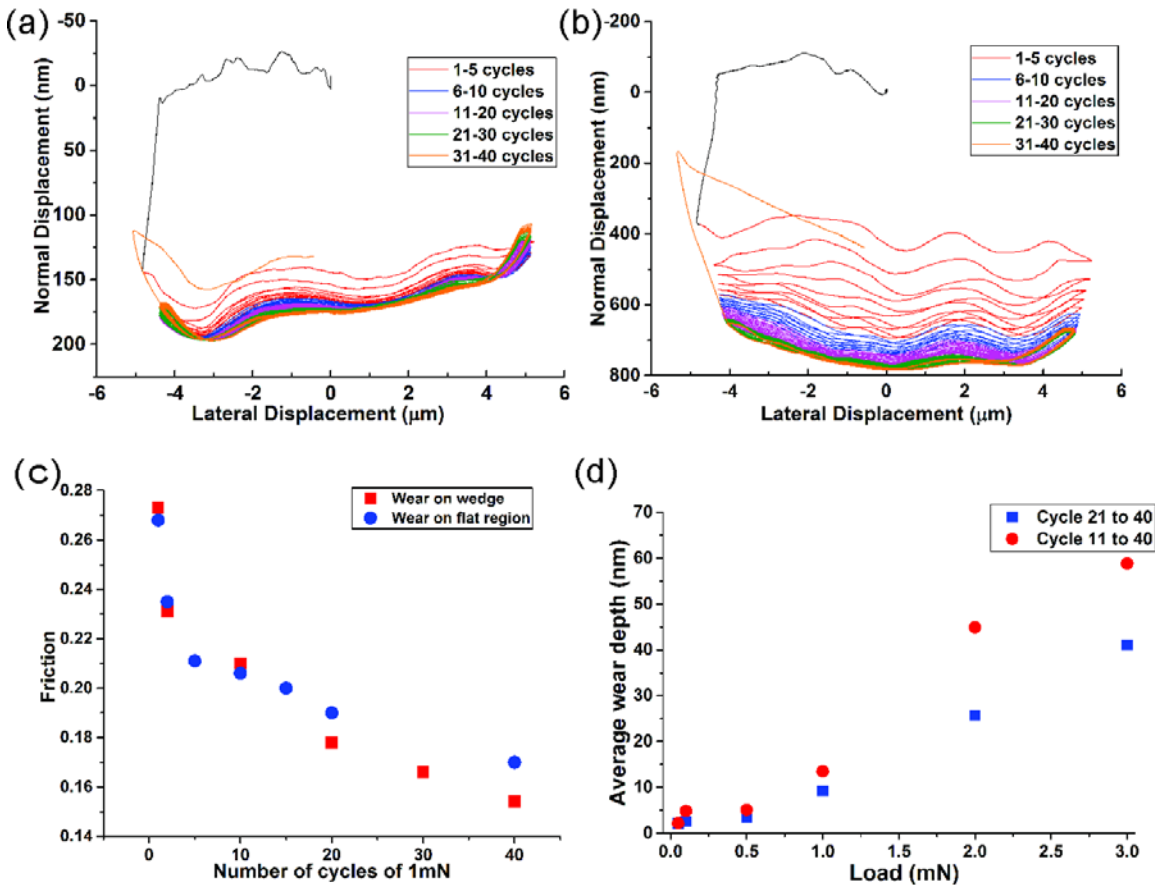 (a)
Normal Displacement (nm)
-50
0
50
100
150
200
1-5 cycles
6-10 cycles
11-20 cycles
21-30 cycles
31-40 cycles
-6 -4 -2 0 2 4 6
Lateral Displacement (μm)
(b)
Normal Displacement (nm)
-200
0
200
400
600
800
1-5 cycles
6-10 cycles
11-20 cycles
21-30 cycles
31-40 cycles
-6 -4 -2 0 2 4 6
Lateral Displacement (μm)
(c)
Friction
0.28
0.26
0.24
0.22
0.20
0.18
0.16
0.14
Wear on wedge
Wear on flat region
0 10 20 30 40
Number of cycles of 1mN
(d)
Average wear depth (nm)
70
60
50
40
30
20
10
0
Cycle 21 to 40
Cycle 11 to 40
0.0 0.5 1.0 1.5 2.0 2.5 3.0
Load (mN)